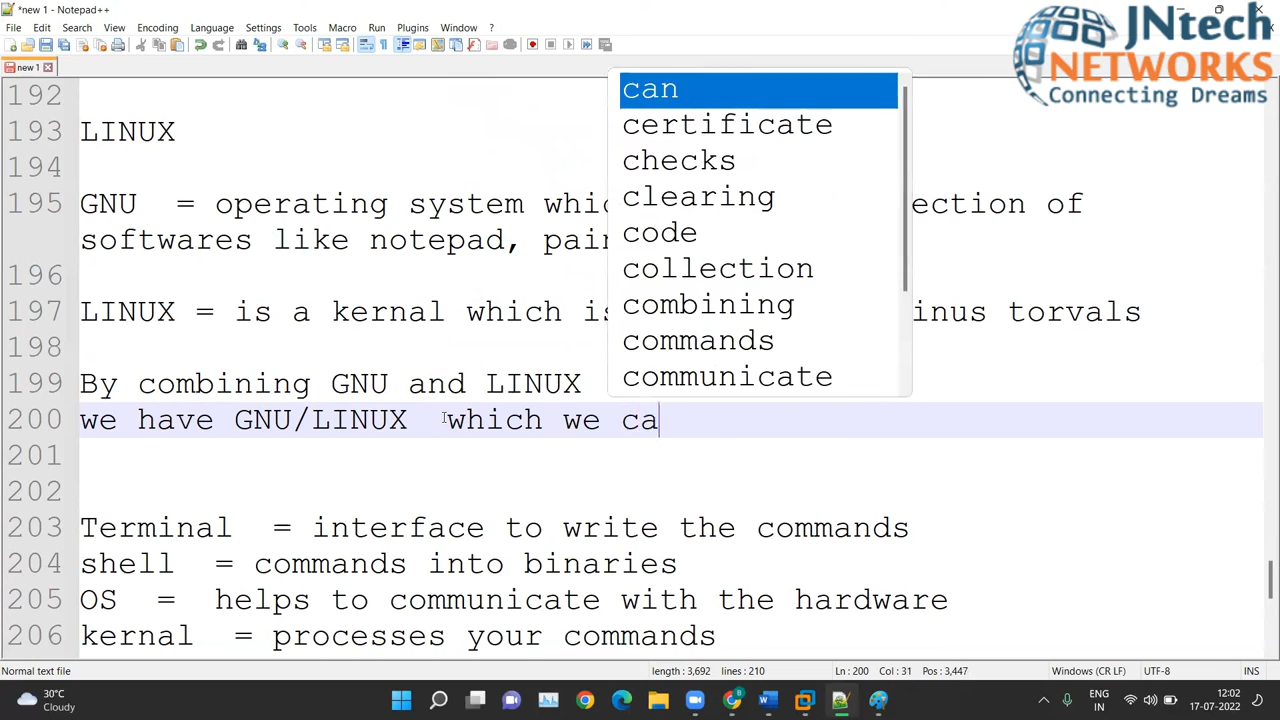 *new 1 - Notepad++
File Edit Search View Encoding Language Settings Tools Macro Run Plugins Window ?
new 1
JNtech
NETWORKS
Connecting Dreams
192
193 LINUX
194
195 GNU = operating system whic ection of
softwares like notepad, pain
196
197 LINUX = is a kernal which is inus torvals
198
199 By combining GNU and LINUX
200 we have GNU/LINUX which we ca
201
202
203 Terminal = interface to write the commands
204 shell = commands into binaries
205 OS = helps to communicate with the hardware
206 kernal = processes your commands
can
certificate
checks
clearing
code
collection
combining
commands
communicate
Normal text file length : 3,692 lines : 210 Ln : 200 Col : 31 Pos : 3,447 Windows (CR LF) UTF-8 INS
30°C
Cloudy
ENG
IN
12:02
17-07-2022